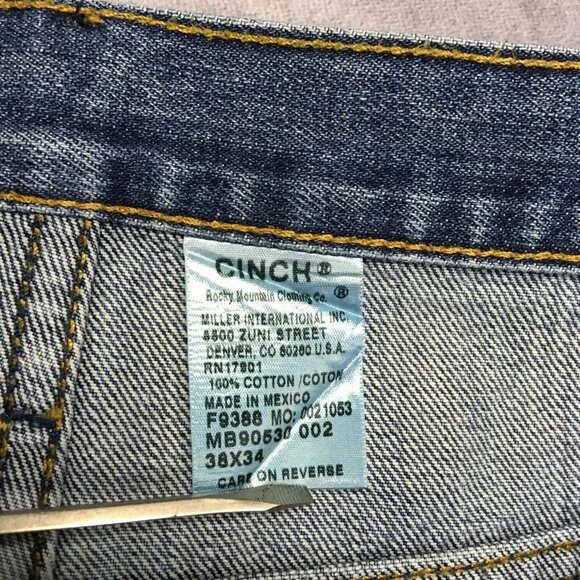 CINCH ®
Rocky Mountain Clothing Co. ®
MILLER INTERNATIONAL INC.
8500 ZUNI STREET
DENVER, CO 80260 U.S.A.
RN17901
100% COTTON / COTON
MADE IN MEXICO
F9388 MO: 0021053
MB90530 002
38X34
CARE ON REVERSE